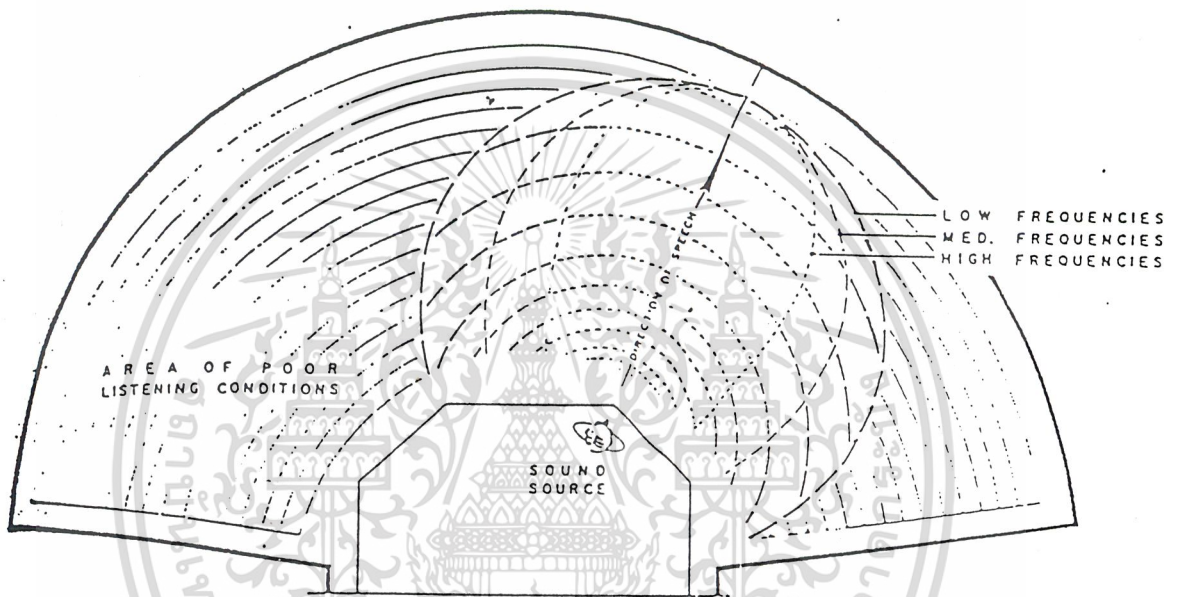 LOW FREQUENCIES
MED. FREQUENCIES
HIGH FREQUENCIES
DIRECTION OF SPEECH
AREA OF POOR
LISTENING CONDITIONS
SOUND
SOURCE